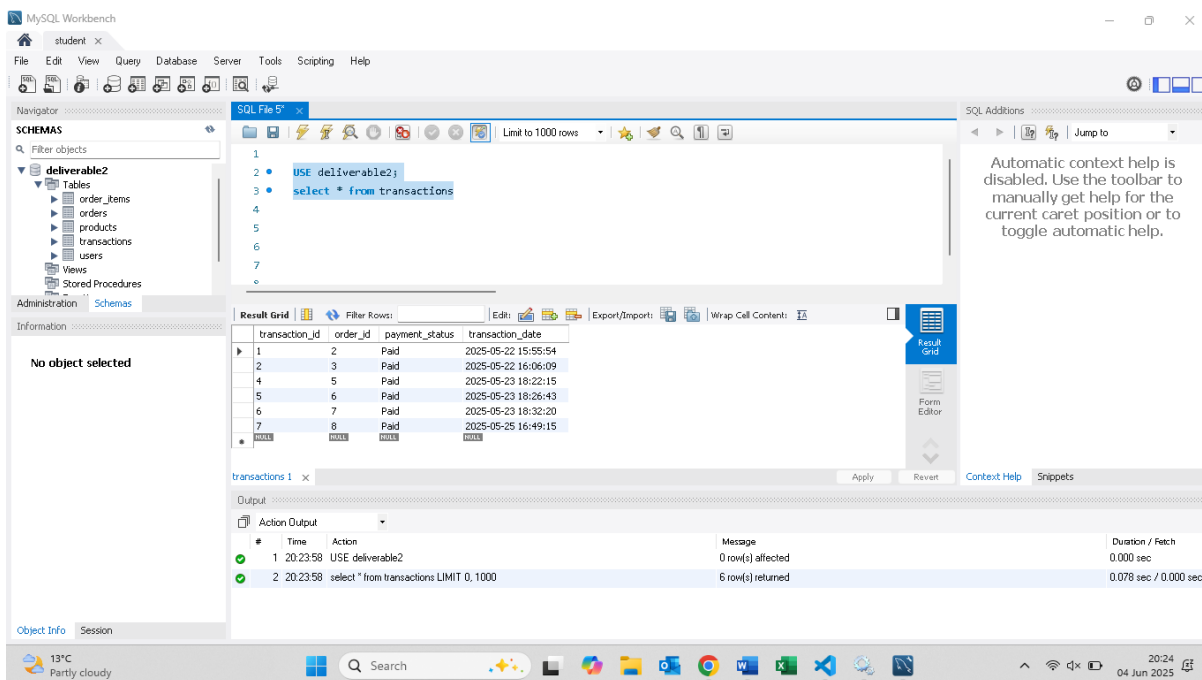 MySQL Workbench
student
File Edit View Query Database Server Tools Scripting Help
Navigator
SCHEMAS
Filter objects
deliverable2
Tables
order_items
orders
products
transactions
users
Views
Stored Procedures
Administration Schemas
Information
No object selected
Object Info Session
SQL File 5*
Limit to 1000 rows
1
2 USE deliverable2;
3 select * from transactions
4
5
6
7
Result Grid Filter Rows: Edit: Export/Import: Wrap Cell Content:
transaction_id order_id payment_status transaction_date
1 2 Paid 2025-05-22 15:55:54
2 3 Paid 2025-05-22 16:06:09
4 5 Paid 2025-05-23 18:22:15
5 6 Paid 2025-05-23 18:26:43
6 7 Paid 2025-05-23 18:32:20
7 8 Paid 2025-05-25 16:49:15
NULL NULL NULL NULL
Result
Grid
Form
Editor
transactions 1 Apply Revert
SQL Additions
Jump to
Automatic context help is
disabled. Use the toolbar to
manually get help for the
current caret position or to
toggle automatic help.
Context Help Snippets
Output
Action Output
# Time Action Message Duration / Fetch
1 20:23:58 USE deliverable2 0 row(s) affected 0.000 sec
2 20:23:58 select * from transactions LIMIT 0, 1000 6 row(s) returned 0.078 sec / 0.000 sec
13°C
Partly cloudy
Search
20:24
04 Jun 2025